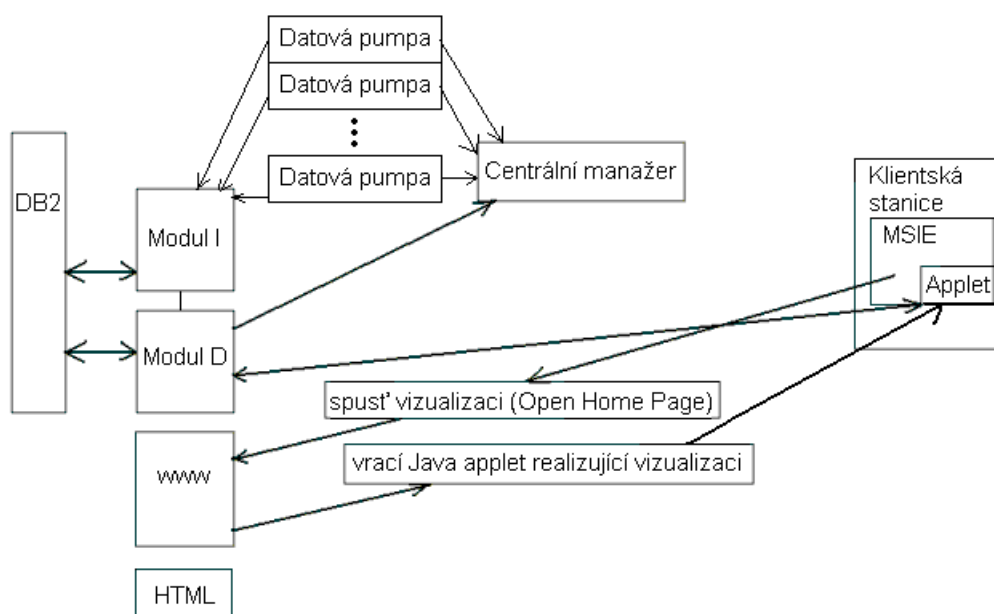 Datová pumpa
Datová pumpa
Datová pumpa
Centrální manažer
Klientská
stanice
MSIE
Applet
DB2
Modul I
Modul D
spusť vizualizaci (Open Home Page)
vrací Java applet realizující vizualizaci
www
HTML